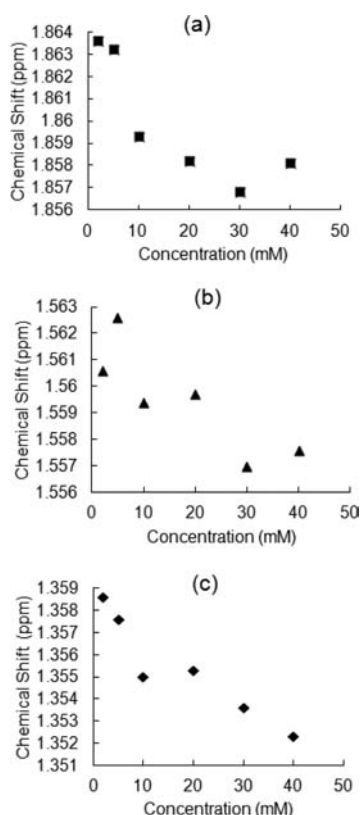 (a)
Chemical Shift (ppm)
1.864
1.863
1.862
1.861
1.86
1.859
1.858
1.857
1.856
0 10 20 30 40 50
Concentration (mM)
(b)
Chemical Shift (ppm)
1.563
1.562
1.561
1.56
1.559
1.558
1.557
1.556
0 10 20 30 40 50
Concentration (mM)
(c)
Chemical Shift (ppm)
1.359
1.358
1.357
1.356
1.355
1.354
1.353
1.352
1.351
0 10 20 30 40 50
Concentration (mM)